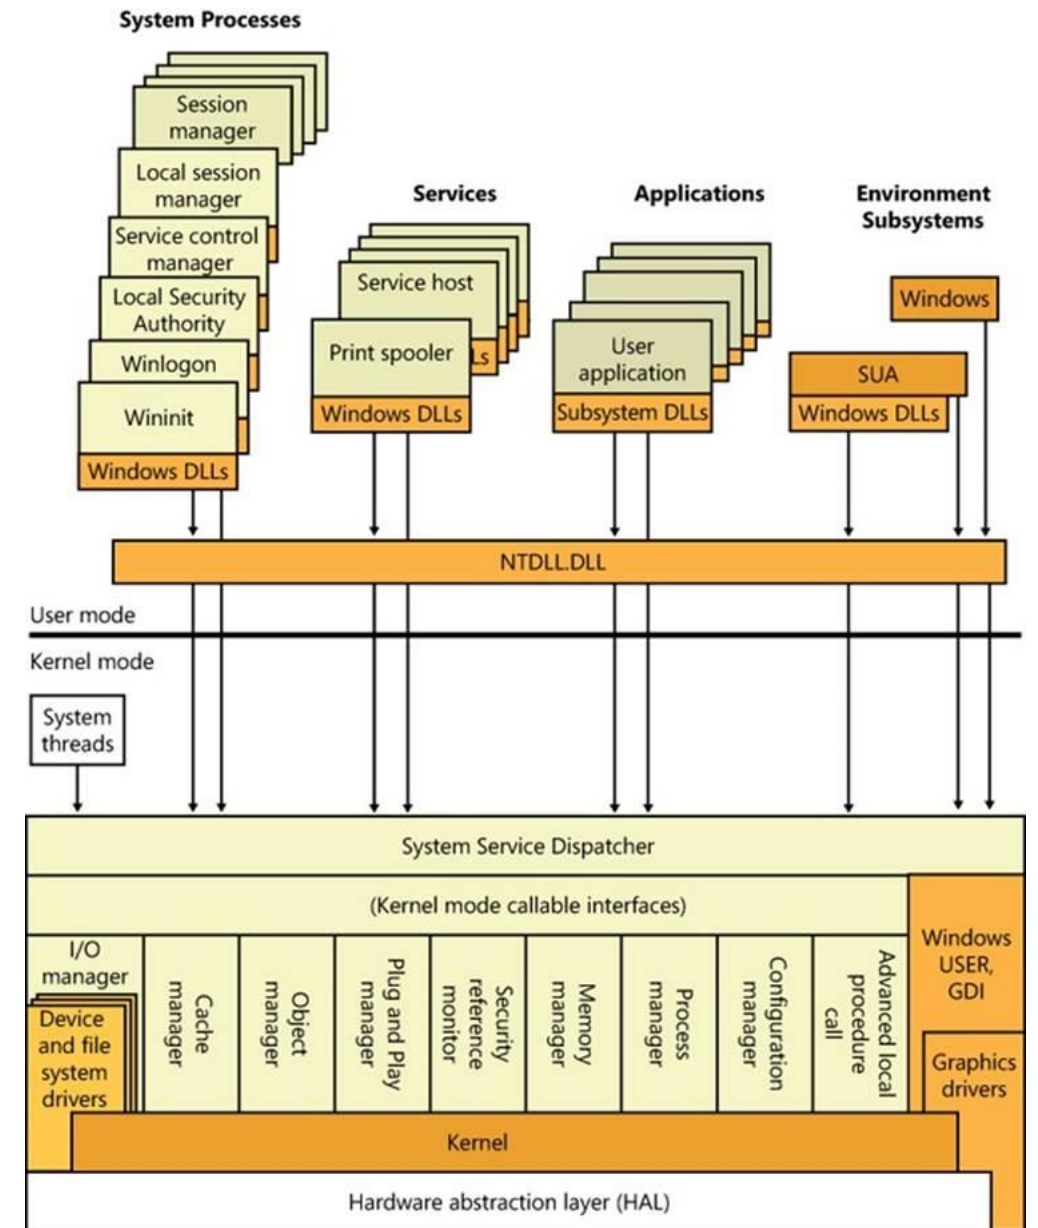 System Processes
Session
manager
Local session
manager
Service control
manager
Local Security
Authority
Winlogon
Wininit
Windows DLLs
Services
Service host
Ls
Print spooler
Windows DLLs
Applications
User
application
Subsystem DLLs
Environment
Subsystems
Windows
SUA
Windows DLLs
NTDLL.DLL
User mode
Kernel mode
System
threads
System Service Dispatcher
(Kernel mode callable interfaces)
I/O
manager
Device
and file
system
drivers
Cache
manager
Object
manager
Plug and Play
manager
Security
reference
monitor
Memory
manager
Process
manager
Configuration
manager
Advanced local
procedure
call
Windows
USER,
GDI
Graphics
drivers
Kernel
Hardware abstraction layer (HAL)